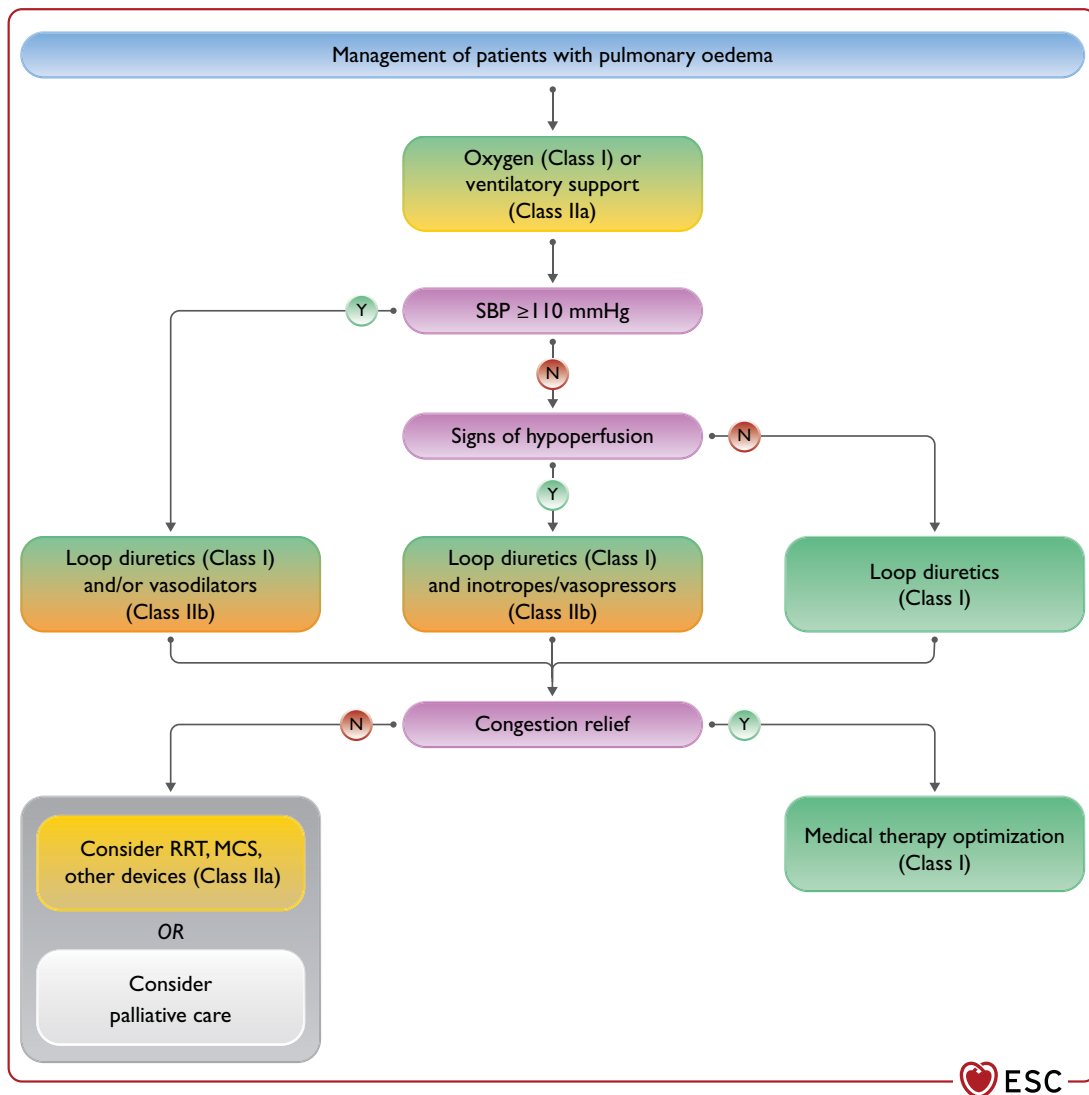 Management of patients with pulmonary oedema
Oxygen (Class I) or
ventilatory support
(Class IIa)
SBP ≥110 mmHg
Y
N
Signs of hypoperfusion
N
Y
Loop diuretics (Class I)
and/or vasodilators
(Class IIb)
Loop diuretics (Class I)
and inotropes/vasopressors
(Class IIb)
Loop diuretics
(Class I)
Congestion relief
N
Y
Consider RRT, MCS,
other devices (Class IIa)
OR
Consider
palliative care
Medical therapy optimization
(Class I)
ESC